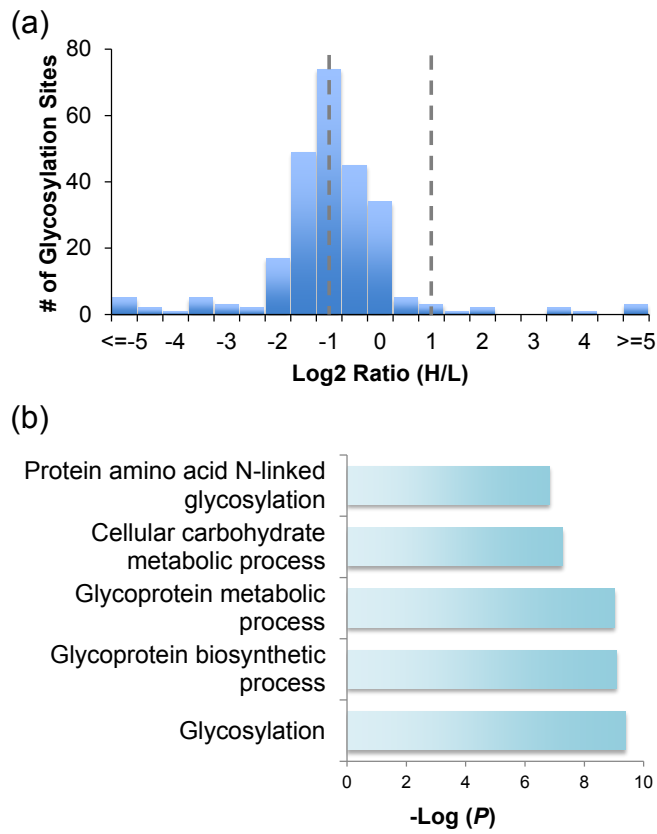 (a)
# of Glycosylation Sites
80
60
40
20
0
<=-5 -4 -3 -2 -1 0 1 2 3 4 >=5
Log2 Ratio (H/L)
(b)
Protein amino acid N-linked
glycosylation
Cellular carbohydrate
metabolic process
Glycoprotein metabolic
process
Glycoprotein biosynthetic
process
Glycosylation
0 2 4 6 8 10
-Log (P)